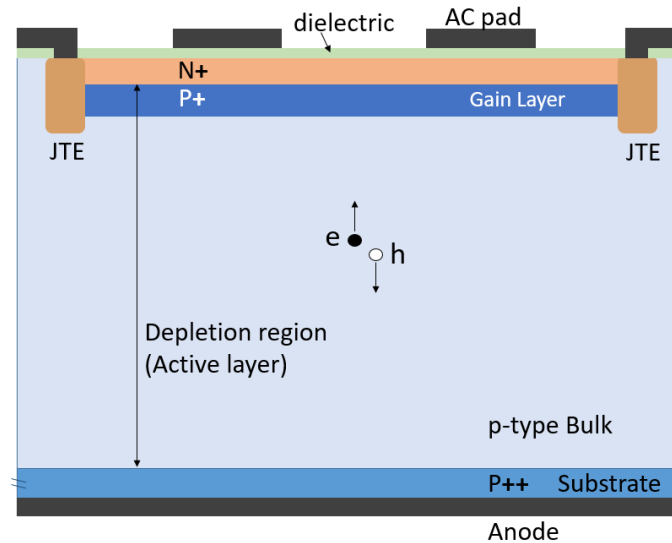 dielectric
AC pad
N+
P+
Gain Layer
JTE
JTE
e
h
Depletion region
(Active layer)
p-type Bulk
P++ Substrate
Anode